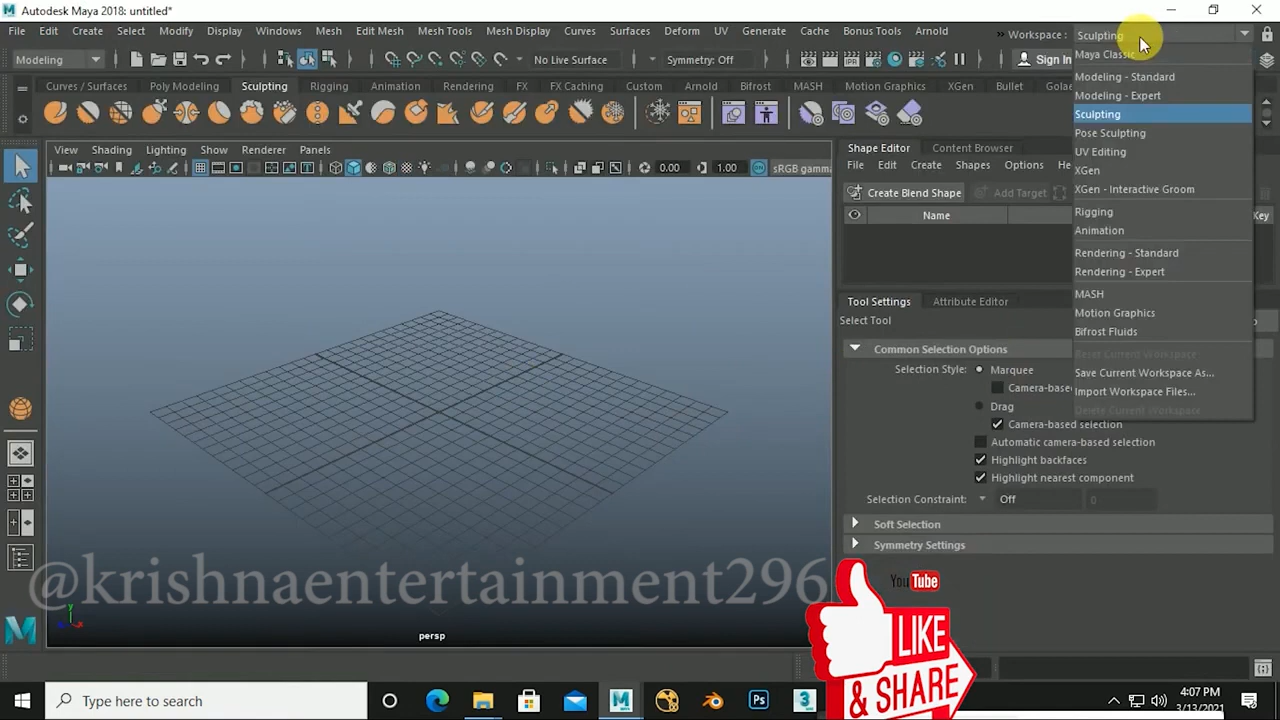 Autodesk Maya 2018: untitled*
File Edit Create Select Modify Display Windows Mesh Edit Mesh Mesh Tools Mesh Display Curves Surfaces Deform UV Generate Cache Bonus Tools Arnold
» Workspace : Sculpting
Modeling No Live Surface Symmetry: Off Sign In
Curves / Surfaces Poly Modeling Sculpting Rigging Animation Rendering FX FX Caching Custom Arnold Bifrost MASH Motion Graphics XGen Bullet
View Shading Lighting Show Renderer Panels
0.00 1.00 sRGB gamma
Shape Editor Content Browser
File Edit Create Shapes Options
Create Blend Shape Add Target
Name Key
Tool Settings Attribute Editor
Select Tool
Common Selection Options
Selection Style: Marquee
Drag
Camera-based selection
Automatic camera-based selection
Highlight backfaces
Highlight nearest component
Selection Constraint: Off 0
Soft Selection
Symmetry Settings
Maya Classic
Modeling - Standard
Modeling - Expert
Sculpting
Pose Sculpting
UV Editing
XGen
XGen - Interactive Groom
Rigging
Animation
Rendering - Standard
Rendering - Expert
MASH
Motion Graphics
Bifrost Fluids
Reset Current Workspace
Save Current Workspace As...
Import Workspace Files...
Delete Current Workspace
@krishnaentertainment296
persp
YouTube
LIKE
& SHARE
Type here to search
4:07 PM
3/13/2021